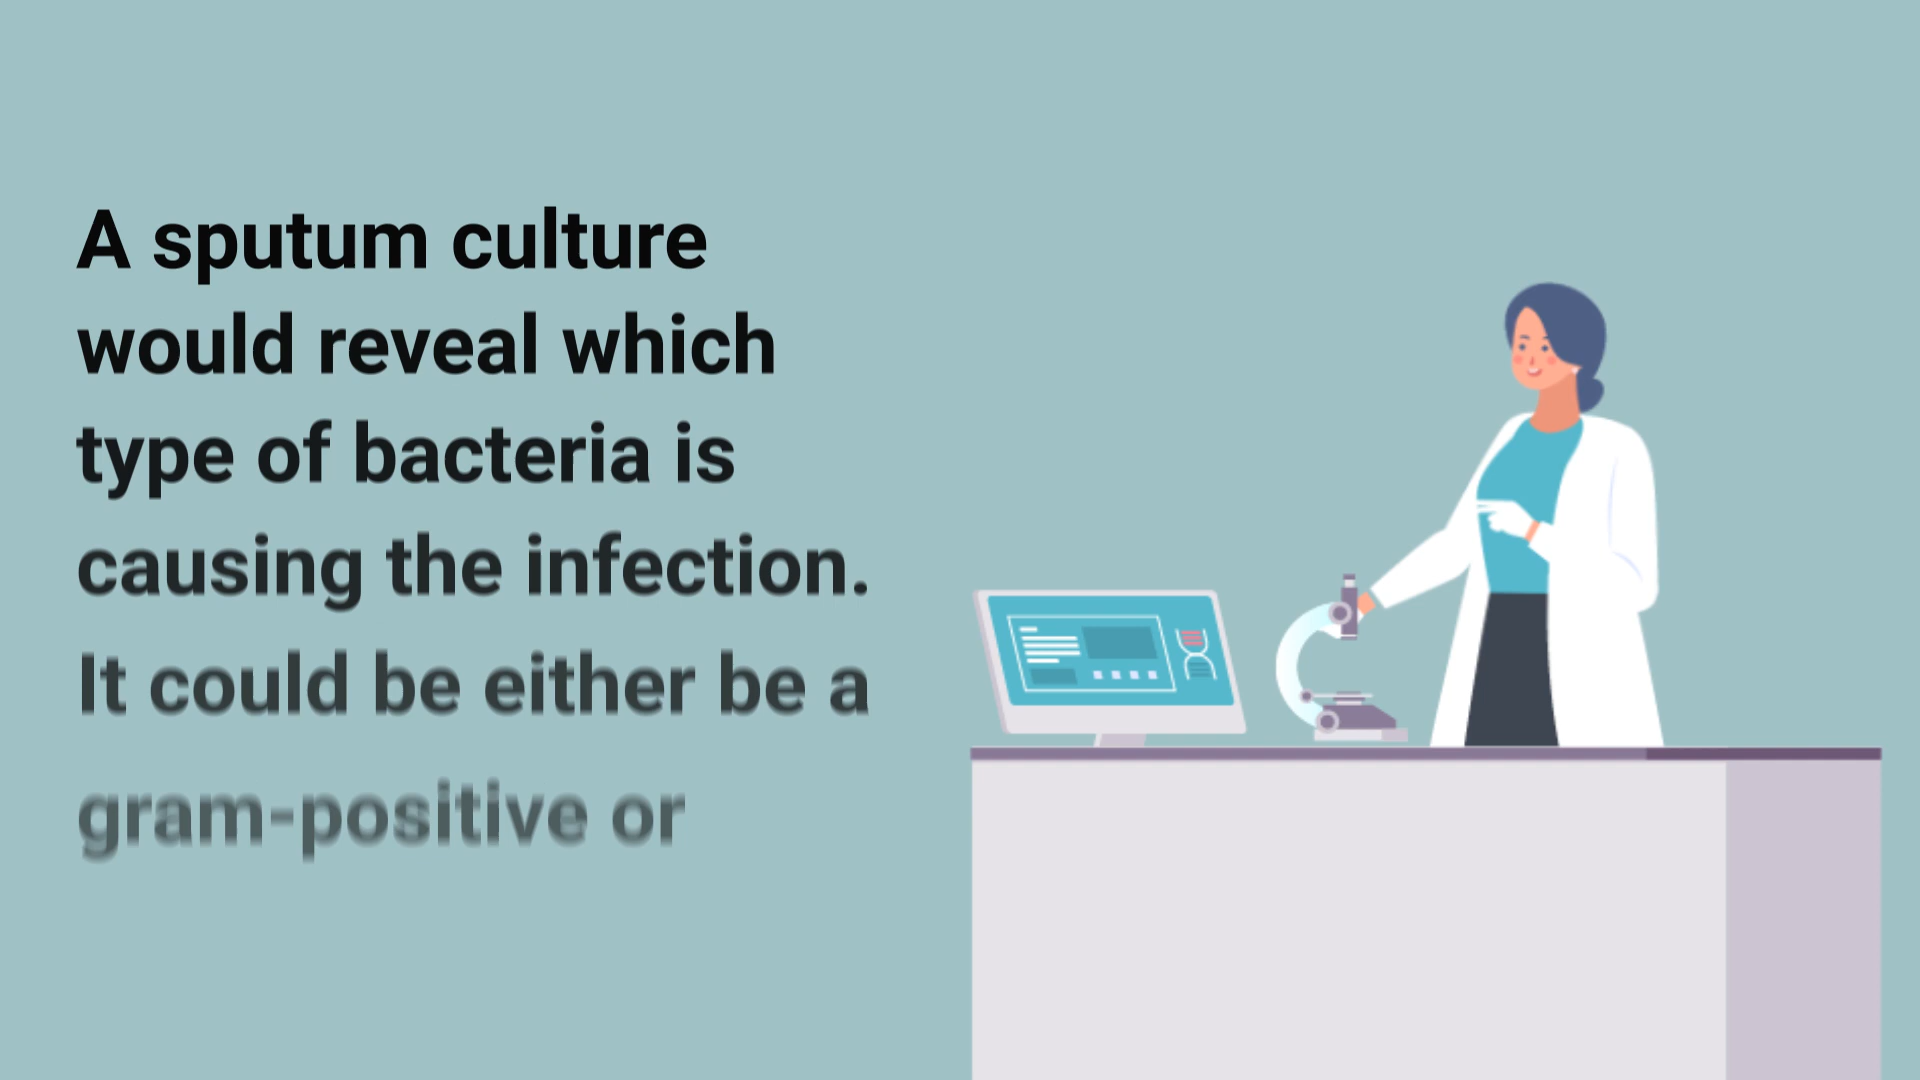 A sputum culture
would reveal which
type of bacteria is
causing the infection.
It could be either be a
gram-positive or